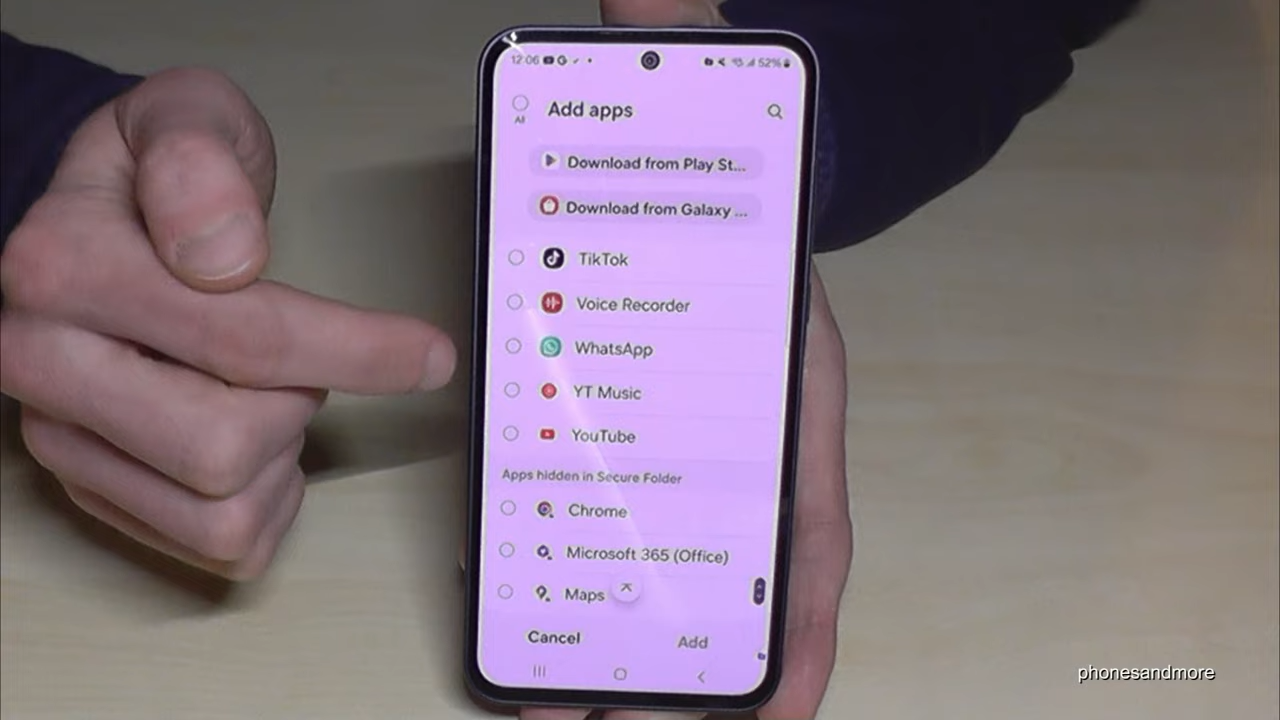 12:06
52%
All
Add apps
Download from Play St...
Download from Galaxy ...
TikTok
Voice Recorder
WhatsApp
YT Music
YouTube
Apps hidden in Secure Folder
Chrome
Microsoft 365 (Office)
Maps
Cancel
Add
phonesandmore